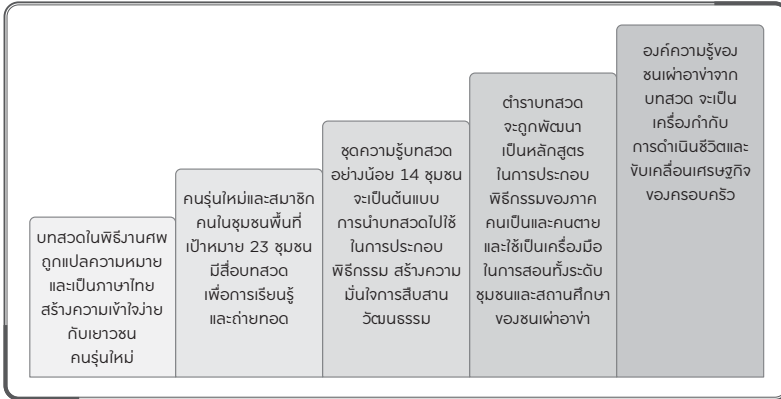 บทสวดในพิธีงานศพ
ถูกแปลความหมาย
และเป็นภาษาไทย
สร้างความเข้าใจง่าย
กับเยาวชน
คนรุ่นใหม่
คนรุ่นใหม่และสมาชิก
คนในชุมชนพื้นที่
เป้าหมาย 23 ชุมชน
มีสื่อบทสวด
เพื่อการเรียนรู้
และถ่ายทอด
ชุดความรู้บทสวด
อย่างน้อย 14 ชุมชน
จะเป็นต้นแบบ
การนำบทสวดไปใช้
ในการประกอบ
พิธีกรรม สร้างความ
มั่นใจการสืบสาน
วัฒนธรรม
ตำราบทสวด
จะถูกพัฒนา
เป็นหลักสูตร
ในการประกอบ
พิธีกรรมของภาค
คนเป็นและคนตาย
และใช้เป็นเครื่องมือ
ในการสอนทั้งระดับ
ชุมชนและสถานศึกษา
ของชนเผ่าอาข่า
องค์ความรู้ของ
ชนเผ่าอาข่าจาก
บทสวด จะเป็น
เครื่องกำกับ
การดำเนินชีวิตและ
ขับเคลื่อนเศรษฐกิจ
ของครอบครัว